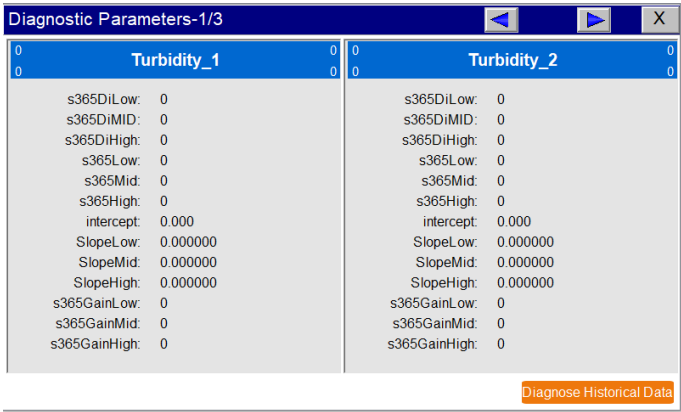 Diagnostic Parameters-1/3 X
0 Turbidity_1 0
0 0
s365DiLow: 0
s365DiMID: 0
s365DiHigh: 0
s365Low: 0
s365Mid: 0
s365High: 0
intercept: 0.000
SlopeLow: 0.000000
SlopeMid: 0.000000
SlopeHigh: 0.000000
s365GainLow: 0
s365GainMid: 0
s365GainHigh: 0
0 Turbidity_2 0
0 0
s365DiLow: 0
s365DiMID: 0
s365DiHigh: 0
s365Low: 0
s365Mid: 0
s365High: 0
intercept: 0.000
SlopeLow: 0.000000
SlopeMid: 0.000000
SlopeHigh: 0.000000
s365GainLow: 0
s365GainMid: 0
s365GainHigh: 0
Diagnose Historical Data